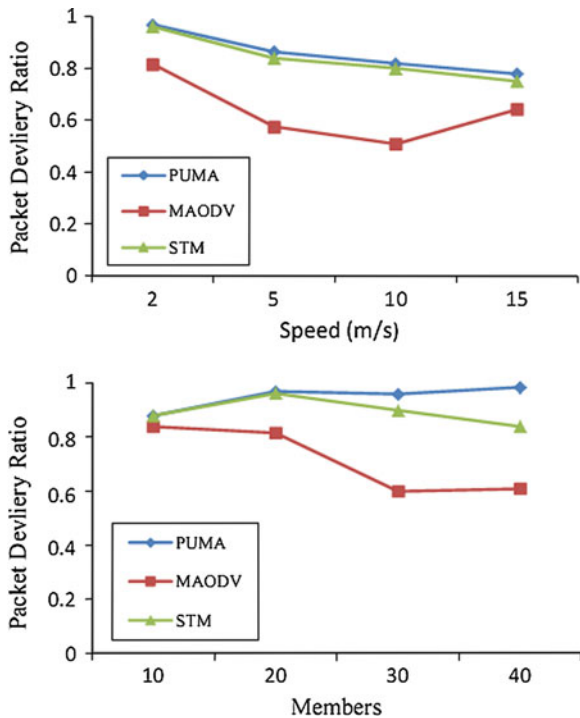 Packet Devliery Ratio
1
0.8
0.6
0.4
0.2
0
PUMA
MAODV
STM
2 5 10 15
Speed (m/s)
Packet Devliery Ratio
1
0.8
0.6
0.4
0.2
0
PUMA
MAODV
STM
10 20 30 40
Members